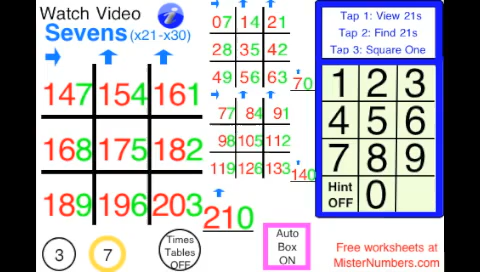 Watch Video
Sevens (x21-x30)
i
147 154 161
168 175 182
189 196 203
210
07 14 21
28 35 42
49 56 63
70
77 84 91
98 105 112
119 126 133
140
Tap 1: View 21s
Tap 2: Find 21s
Tap 3: Square One
1 2 3
4 5 6
7 8 9
Hint
OFF
0
3
7
Times
Tables
OFF
Auto
Box
ON
Free worksheets at
MisterNumbers.com